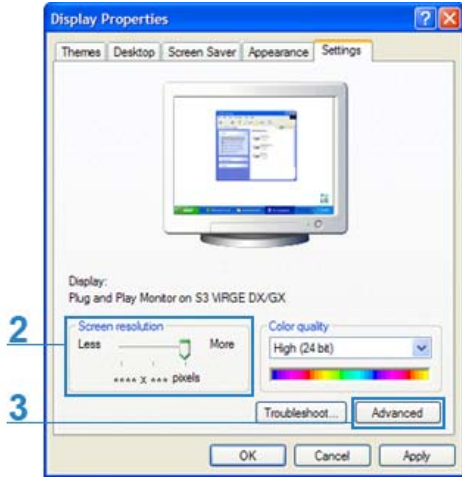 Display Properties
Themes Desktop Screen Saver Appearance Settings
Display:
Plug and Play Monitor on S3 ViRGE DX/GX
2
Screen resolution
Less More
**** X *** pixels
Color quality
High (24 bit)
3
Troubleshoot... Advanced
OK Cancel Apply